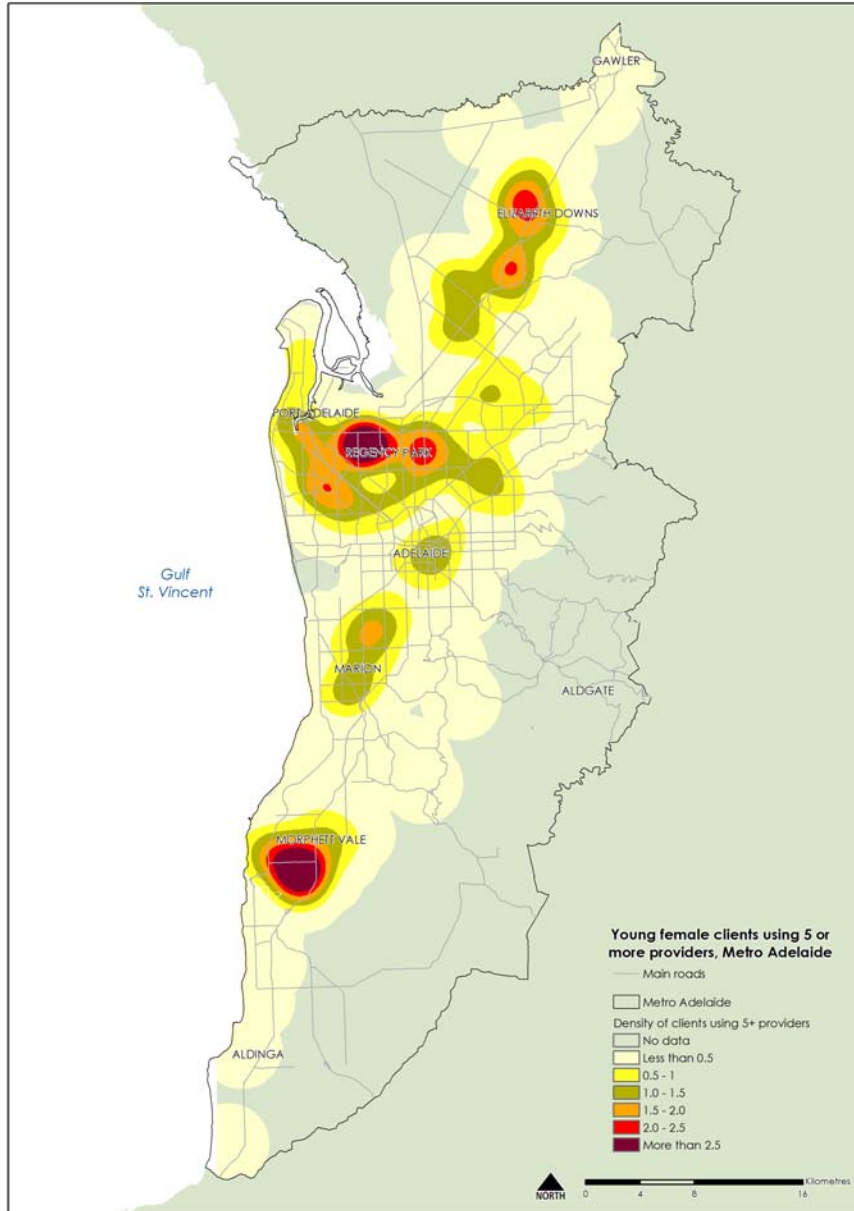 GAWLER
ELIZABETH DOWNS
PORT ADELAIDE
REGENCY PARK
ADELAIDE
Gulf
St. Vincent
MARION
ALDGATE
MORPHETT VALE
ALDINGA
Young female clients using 5 or
more providers, Metro Adelaide
Main roads
Metro Adelaide
Density of clients using 5+ providers
No data
Less than 0.5
0.5 - 1
1.0 - 1.5
1.5 - 2.0
2.0 - 2.5
More than 2.5
NORTH
Kilometres
0 4 8 16